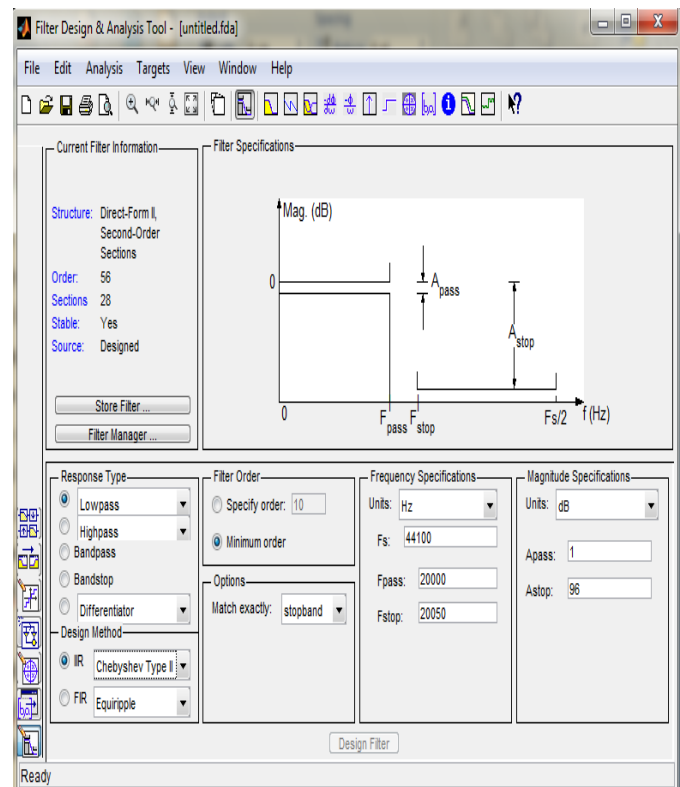 Filter Design & Analysis Tool - [untitled.fda]
File Edit Analysis Targets View Window Help
Current Filter Information
Structure: Direct-Form II,
Second-Order
Sections
Order: 56
Sections 28
Stable: Yes
Source: Designed
Store Filter ...
Filter Manager ...
Filter Specifications
Mag. (dB)
0
Apass
Astop
0
Fpass Fstop
Fs/2
f (Hz)
Response Type
Lowpass
Highpass
Bandpass
Bandstop
Differentiator
Design Method
IIR Chebyshev Type II
FIR Equiripple
Filter Order
Specify order: 10
Minimum order
Options
Match exactly: stopband
Frequency Specifications
Units: Hz
Fs: 44100
Fpass: 20000
Fstop: 20050
Magnitude Specifications
Units: dB
Apass: 1
Astop: 96
Design Filter
Ready